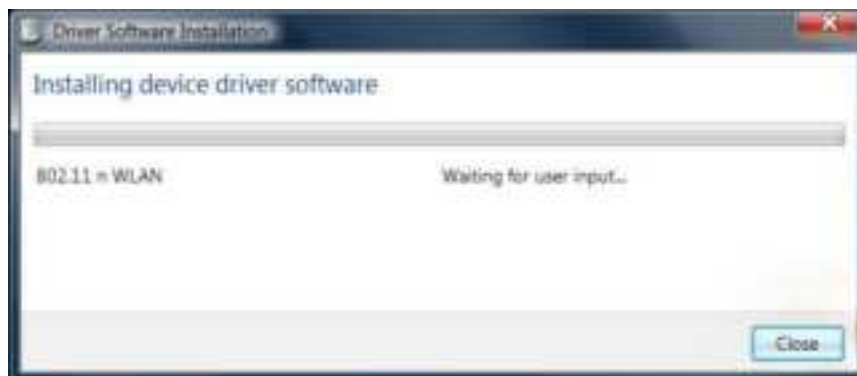 Driver Software Installation
Installing device driver software
802.11 n WLAN Waiting for user input...
Close